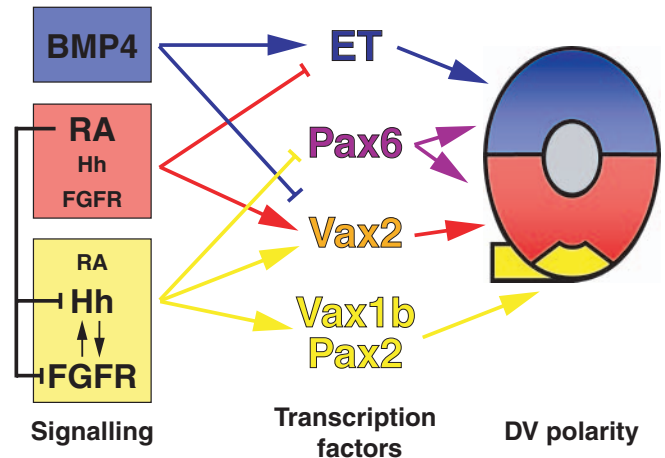 BMP4
RA
Hh
FGFR
RA
Hh
FGFR
Signalling
ET
Pax6
Vax2
Vax1b
Pax2
Transcription
factors
DV polarity